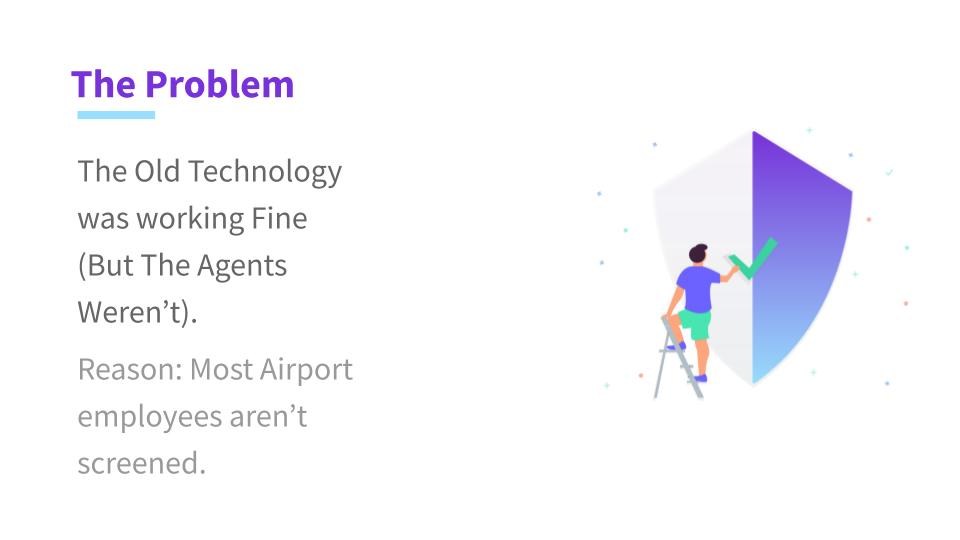 The Problem
The Old Technology
was working Fine
(But The Agents
Weren’t).
Reason: Most Airport
employees aren’t
screened.